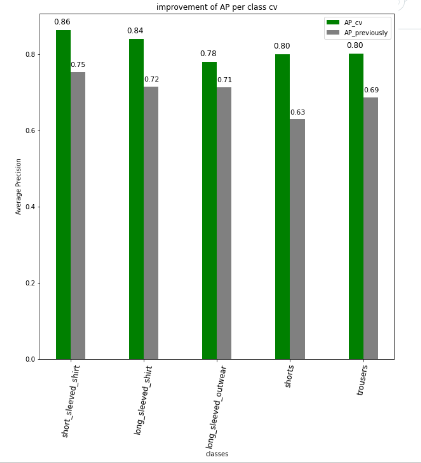 improvement of AP per class cv
AP_cv
AP_previously
0.86
0.75
0.84
0.72
0.78
0.71
0.80
0.63
0.80
0.69
0.8
0.6
0.4
0.2
0.0
Average Precision
short_sleeved_shirt
long_sleeved_shirt
long_sleeved_outwear
shorts
trousers
classes